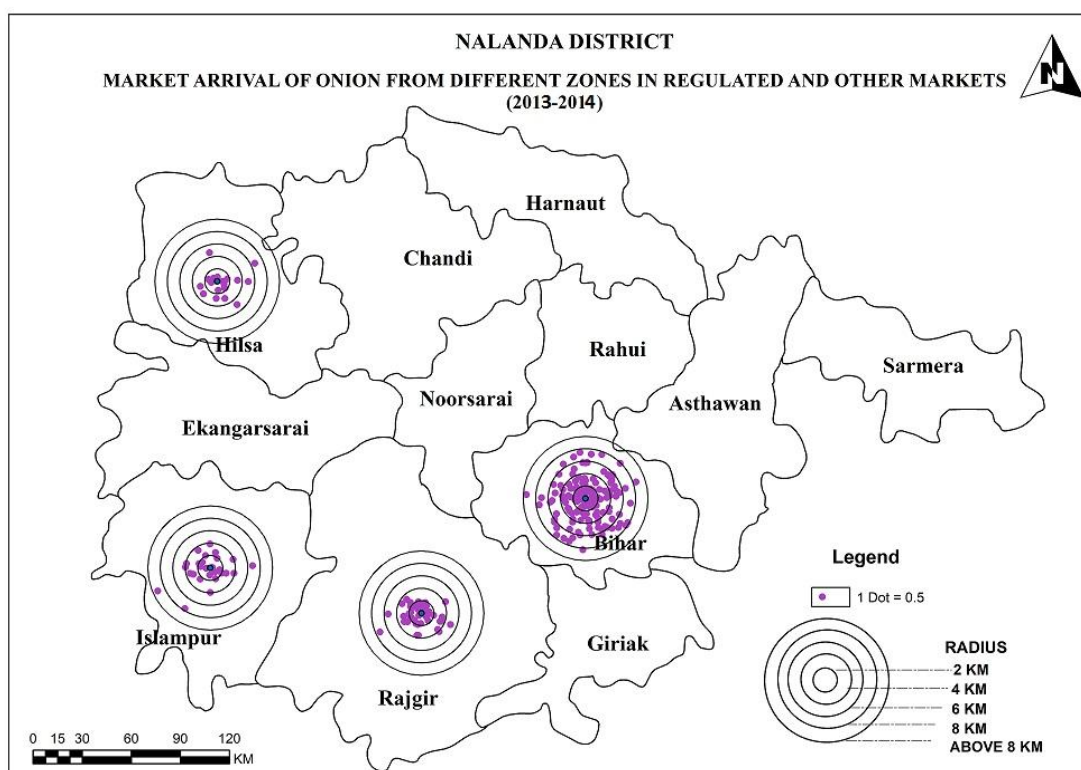 NALANDA DISTRICT
MARKET ARRIVAL OF ONION FROM DIFFERENT ZONES IN REGULATED AND OTHER MARKETS
(2013-2014)
N
Harnaut
Chandi
Hilsa
Rahui
Sarmera
Noorsarai
Asthawan
Ekangarsarai
Bihar
Islampur
Rajgir
Giriak
Legend
1 Dot = 0.5
RADIUS
2 KM
4 KM
6 KM
8 KM
ABOVE 8 KM
0 15 30 60 90 120
KM